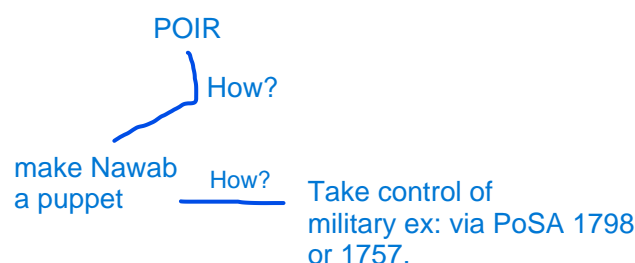 POIR
How?
make Nawab
a puppet
How?
Take control of
military ex: via PoSA 1798
or 1757.